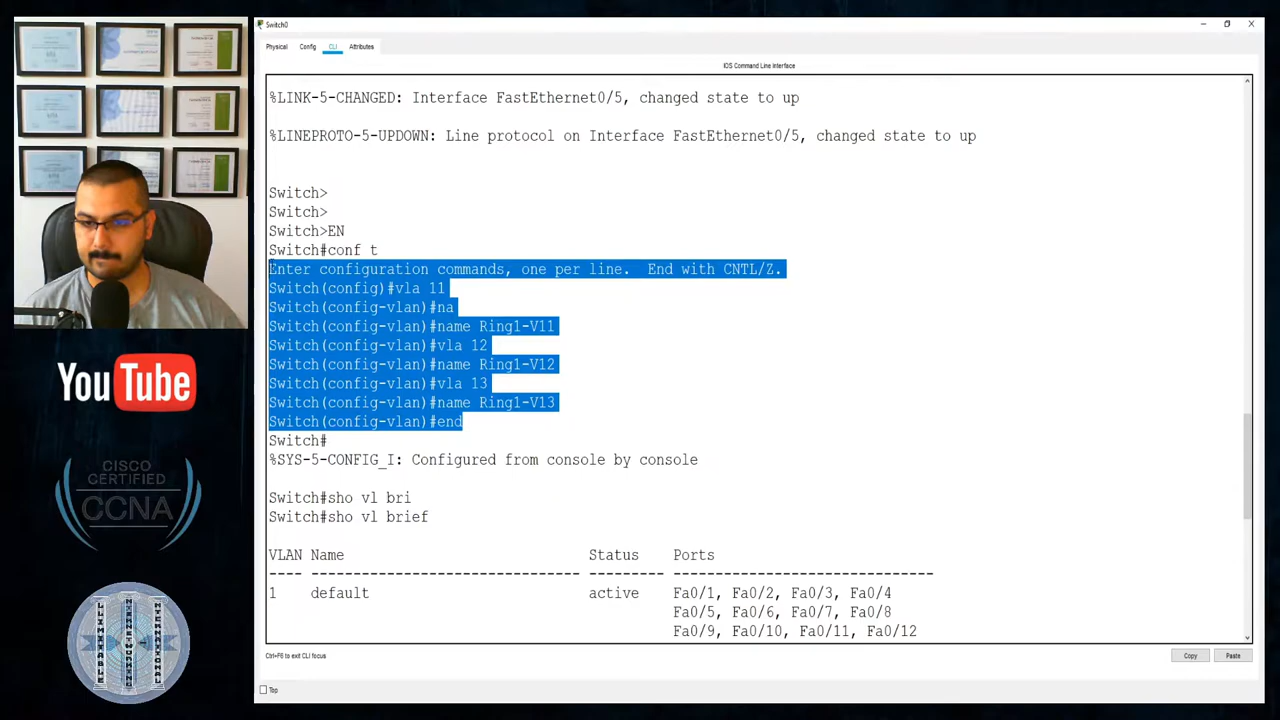 Switch0
Physical
Config
CLI
Attributes
IOS Command Line Interface
%LINK-5-CHANGED: Interface FastEthernet0/5, changed state to up
%LINEPROTO-5-UPDOWN: Line protocol on Interface FastEthernet0/5, changed state to up
Switch>
Switch>
Switch>EN
Switch#conf t
Enter configuration commands, one per line.  End with CNTL/Z.
Switch(config)#vla 11
Switch(config-vlan)#na
Switch(config-vlan)#name Ring1-V11
Switch(config-vlan)#vla 12
Switch(config-vlan)#name Ring1-V12
Switch(config-vlan)#vla 13
Switch(config-vlan)#name Ring1-V13
Switch(config-vlan)#end
Switch#
%SYS-5-CONFIG_I: Configured from console by console
Switch#sho vl bri
Switch#sho vl brief
VLAN Name Status Ports
---- -------------------------------- --------- -------------------------------
1 default active Fa0/1, Fa0/2, Fa0/3, Fa0/4
Fa0/5, Fa0/6, Fa0/7, Fa0/8
Fa0/9, Fa0/10, Fa0/11, Fa0/12
Ctrl+F6 to exit CLI focus
Copy
Paste
Top
YouTube
CISCO
CERTIFIED
CCNA
ILLIMITABLE
INTERNETWORKING
INTERNATIONAL